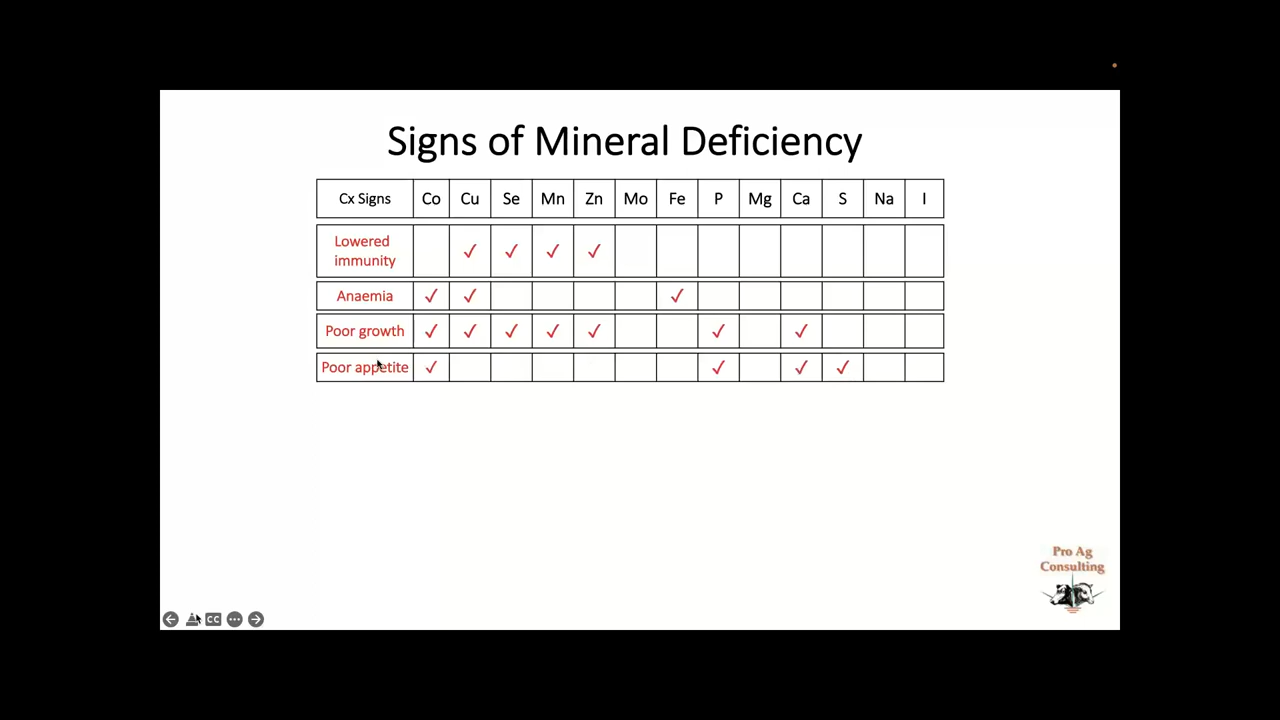 Signs of Mineral Deficiency
Cx Signs Co Cu Se Mn Zn Mo Fe P Mg Ca S Na I
Lowered
immunity ✓ ✓ ✓ ✓
Anaemia ✓ ✓ ✓
Poor growth ✓ ✓ ✓ ✓ ✓ ✓ ✓
Poor appetite ✓ ✓ ✓ ✓
Pro Ag
Consulting
CC